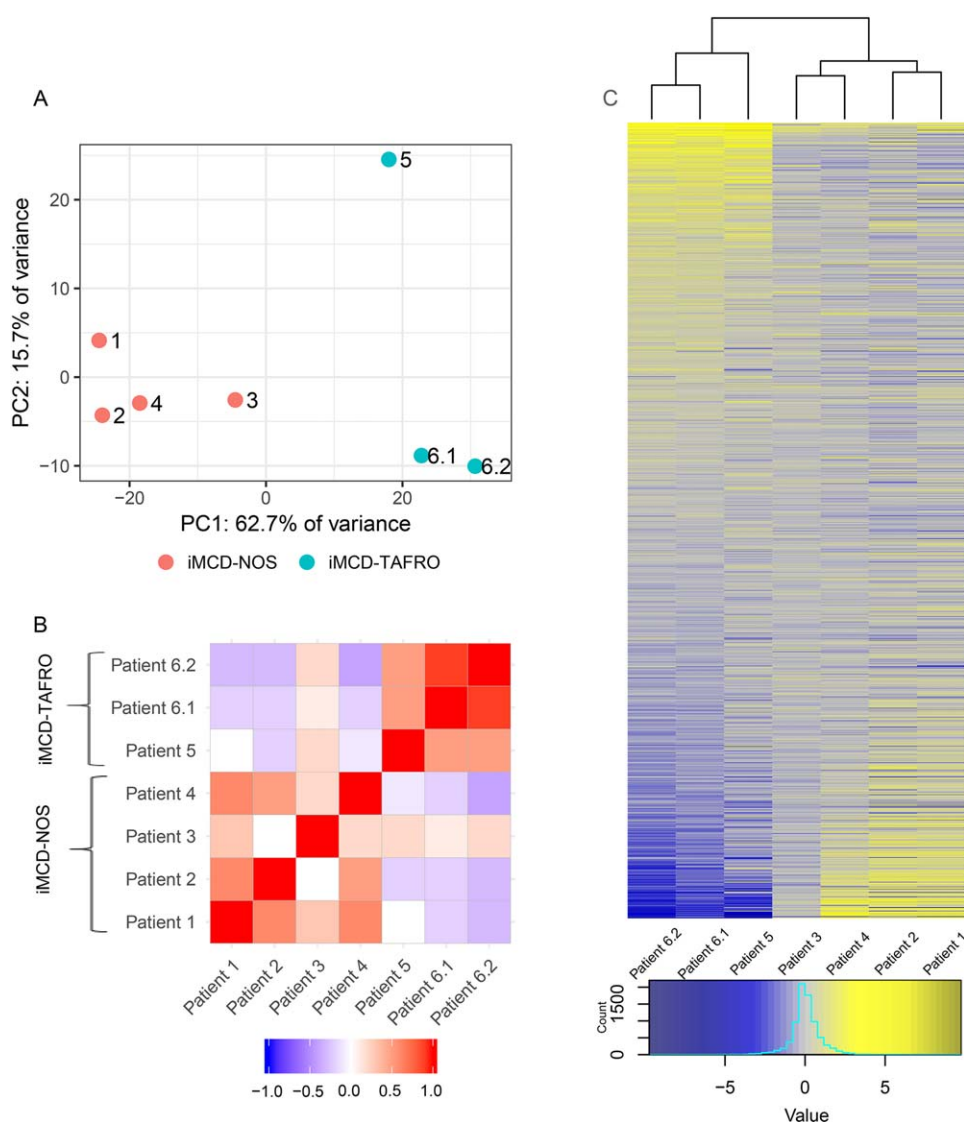 A
20
10
0
−10
PC2: 15.7% of variance
5
1
2
4
3
6.1
6.2
−20
0
20
PC1: 62.7% of variance
iMCD-NOS
iMCD-TAFRO
B
iMCD-TAFRO
iMCD-NOS
Patient 6.2
Patient 6.1
Patient 5
Patient 4
Patient 3
Patient 2
Patient 1
Patient 1
Patient 2
Patient 3
Patient 4
Patient 5
Patient 6.1
Patient 6.2
−1.0
−0.5
0.0
0.5
1.0
C
Patient 6.2
Patient 6.1
Patient 5
Patient 3
Patient 4
Patient 2
Patient 1
Count
1500
0
−5
0
5
Value